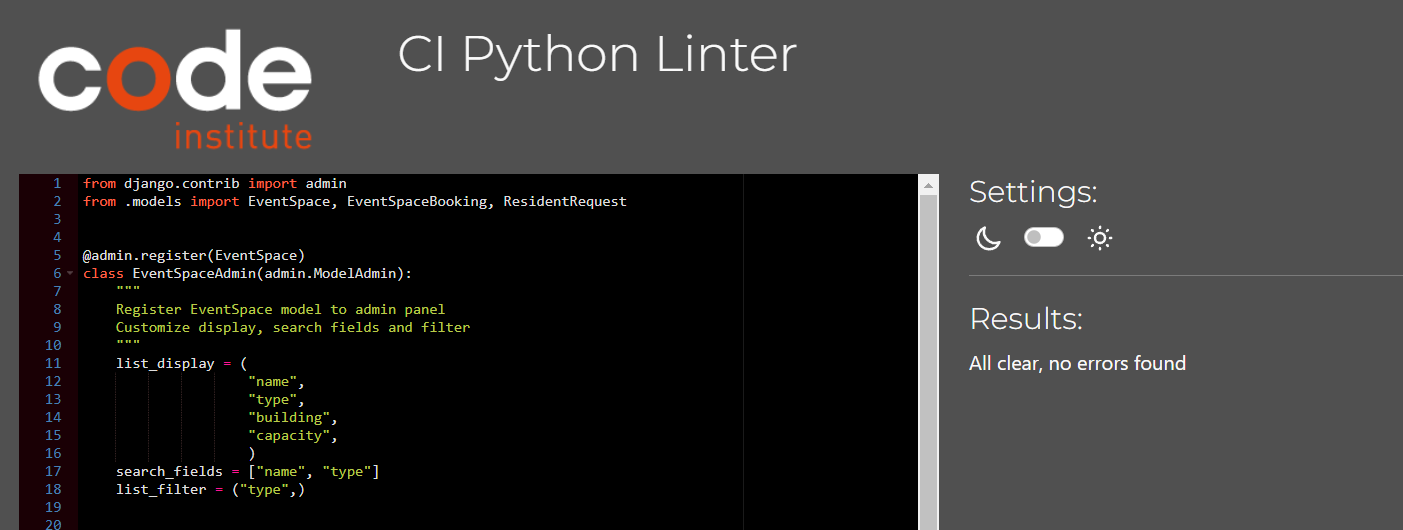 code
institute
CI Python Linter
1 from django.contrib import admin
2 from .models import EventSpace, EventSpaceBooking, ResidentRequest
3
4
5 @admin.register(EventSpace)
6 class EventSpaceAdmin(admin.ModelAdmin):
7     """
8     Register EventSpace model to admin panel
9     Customize display, search fields and filter
10     """
11     list_display = (
12                     "name",
13                     "type",
14                     "building",
15                     "capacity",
16                     )
17     search_fields = ["name", "type"]
18     list_filter = ("type",)
19
20
Settings:
Results:
All clear, no errors found